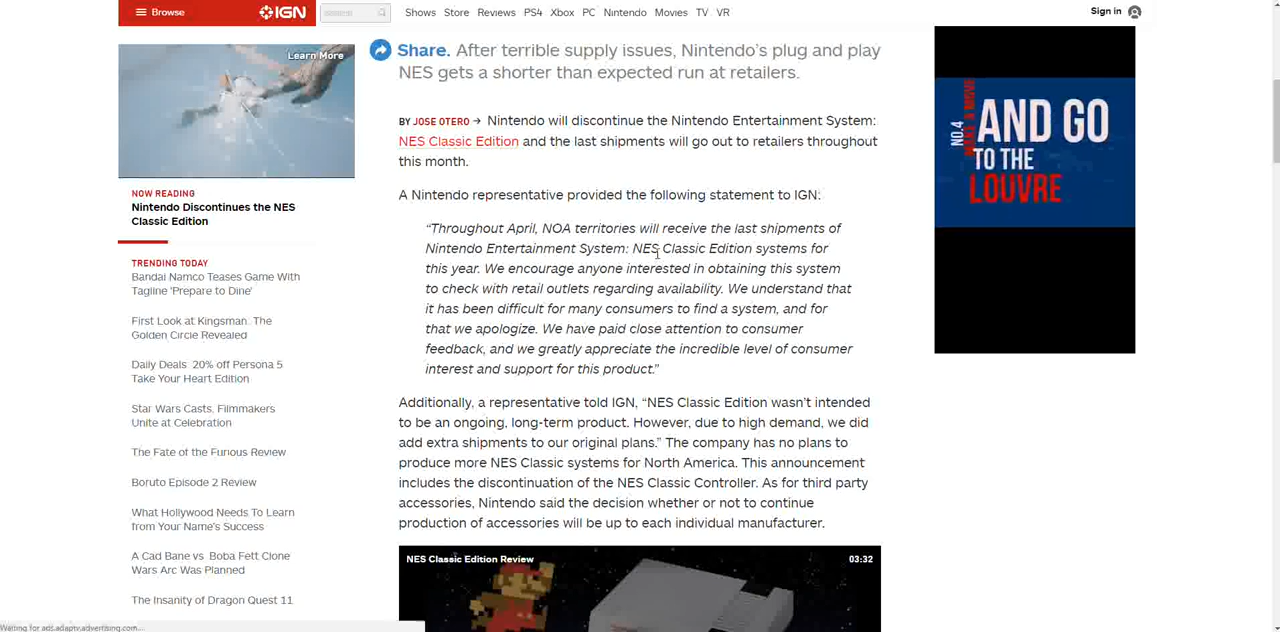 Browse
IGN
Shows Store Reviews PS4 Xbox PC Nintendo Movies TV VR
Sign in
Learn More
NOW READING
Nintendo Discontinues the NES
Classic Edition
TRENDING TODAY
Bandai Namco Teases Game With
Tagline 'Prepare to Dine'
First Look at Kingsman: The
Golden Circle Revealed
Daily Deals: 20% off Persona 5
Take Your Heart Edition
Star Wars Casts, Filmmakers
Unite at Celebration
The Fate of the Furious Review
Boruto Episode 2 Review
What Hollywood Needs To Learn
from Your Name's Success
A Cad Bane vs. Boba Fett Clone
Wars Arc Was Planned
The Insanity of Dragon Quest 11
Share. After terrible supply issues, Nintendo's plug and play
NES gets a shorter than expected run at retailers.
BY JOSE OTERO → Nintendo will discontinue the Nintendo Entertainment System:
NES Classic Edition and the last shipments will go out to retailers throughout
this month.
A Nintendo representative provided the following statement to IGN:
“Throughout April, NOA territories will receive the last shipments of
Nintendo Entertainment System: NES Classic Edition systems for
this year. We encourage anyone interested in obtaining this system
to check with retail outlets regarding availability. We understand that
it has been difficult for many consumers to find a system, and for
that we apologize. We have paid close attention to consumer
feedback, and we greatly appreciate the incredible level of consumer
interest and support for this product.”
Additionally, a representative told IGN, “NES Classic Edition wasn't intended
to be an ongoing, long-term product. However, due to high demand, we did
add extra shipments to our original plans.” The company has no plans to
produce more NES Classic systems for North America. This announcement
includes the discontinuation of the NES Classic Controller. As for third party
accessories, Nintendo said the decision whether or not to continue
production of accessories will be up to each individual manufacturer.
NES Classic Edition Review
03:32
NO.4
MAKE A MOVE
AND GO
TO THE
LOUVRE
Waiting for ads.adaptv.advertising.com...